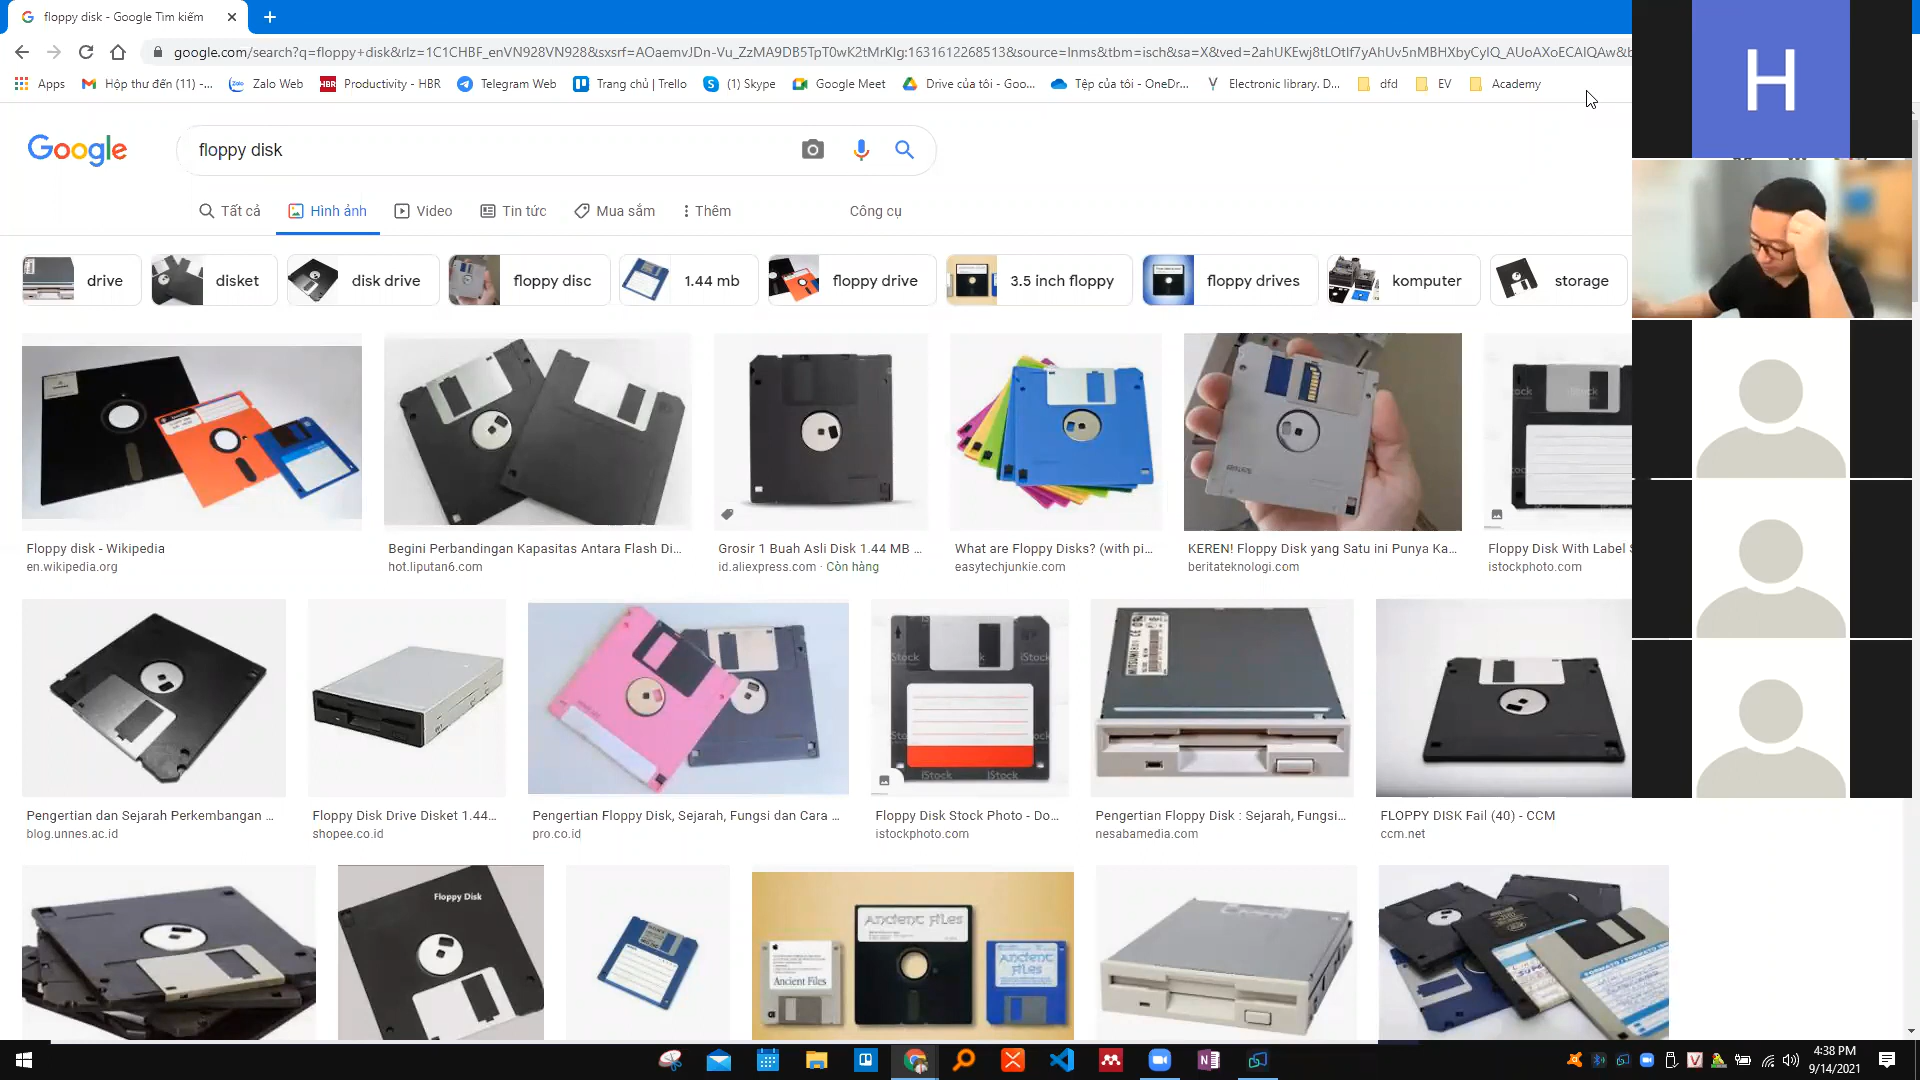 floppy disk - Google Tìm kiếm
google.com/search?q=floppy+disk&rlz=1C1CHBF_enVN928VN928&sxsrf=AOaemvJDn-Vu_ZzMA9DB5TpT0wK2tMrKIg:1631612268513&source=lnms&tbm=isch&sa=X&ved=2ahUKEwj8tLOtlf7yAhUv5nMBHXbyCyIQ_AUoAXoECAIQAw&b
Apps
Hộp thư đến (11) -...
Zalo Web
HBR
Productivity - HBR
Telegram Web
Trang chủ | Trello
(1) Skype
Google Meet
Drive của tôi - Goo...
Tệp của tôi - OneDr...
Electronic library. D...
dfd
EV
Academy
H
Google
floppy disk
Tất cả
Hình ảnh
Video
Tin tức
Mua sắm
Thêm
Công cụ
drive
disket
disk drive
floppy disc
1.44 mb
floppy drive
3.5 inch floppy
floppy drives
komputer
storage
Floppy disk - Wikipedia
en.wikipedia.org
Begini Perbandingan Kapasitas Antara Flash Di...
hot.liputan6.com
Grosir 1 Buah Asli Disk 1.44 MB ...
id.aliexpress.com · Còn hàng
What are Floppy Disks? (with pi...
easytechjunkie.com
KEREN! Floppy Disk yang Satu ini Punya Ka...
beritateknologi.com
Floppy Disk With Label S
istockphoto.com
iStock
iStock
Pengertian dan Sejarah Perkembangan ...
blog.unnes.ac.id
Floppy Disk Drive Disket 1.44...
shopee.co.id
Pengertian Floppy Disk, Sejarah, Fungsi dan Cara ...
pro.co.id
Floppy Disk Stock Photo - Do...
istockphoto.com
Pengertian Floppy Disk : Sejarah, Fungsi...
nesabamedia.com
FLOPPY DISK Fail (40) - CCM
ccm.net
Floppy Disk
Ancient Files
Ancient Files
Ancient Files
4:38 PM
9/14/2021